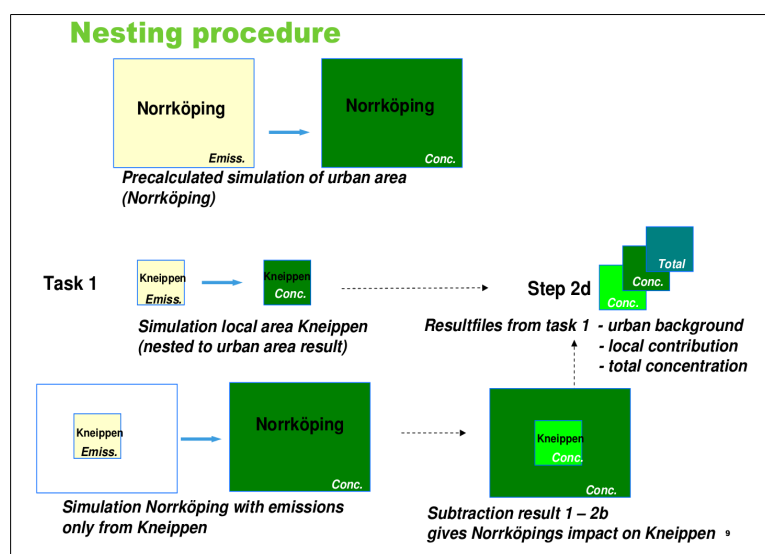 Nesting procedure
Norrköping
Emiss.
Norrköping
Conc.
Precalculated simulation of urban area
(Norrköping)
Task 1
Kneippen
Emiss.
Kneippen
Conc.
Simulation local area Kneippen
(nested to urban area result)
Step 2d
Total
Conc.
Conc.
Resultfiles from task 1 - urban background
- local contribution
- total concentration
Kneippen
Emiss.
Norrköping
Conc.
Simulation Norrköping with emissions
only from Kneippen
Kneippen
Conc.
Conc.
Subtraction result 1 – 2b
gives Norrköpings impact on Kneippen
9